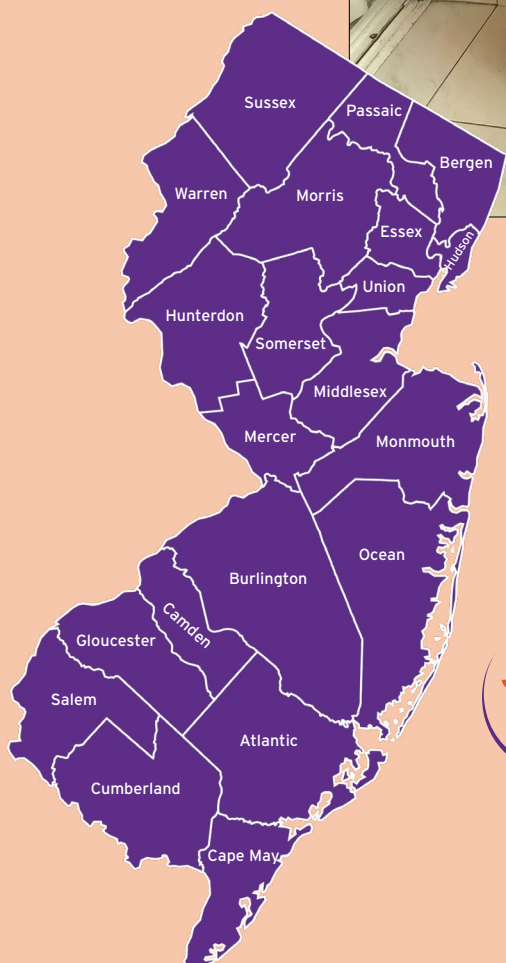 Sussex
Passaic
Bergen
Warren
Morris
Essex
Hudson
Union
Hunterdon
Somerset
Middlesex
Mercer
Monmouth
Ocean
Burlington
Camden
Gloucester
Salem
Atlantic
Cumberland
Cape May